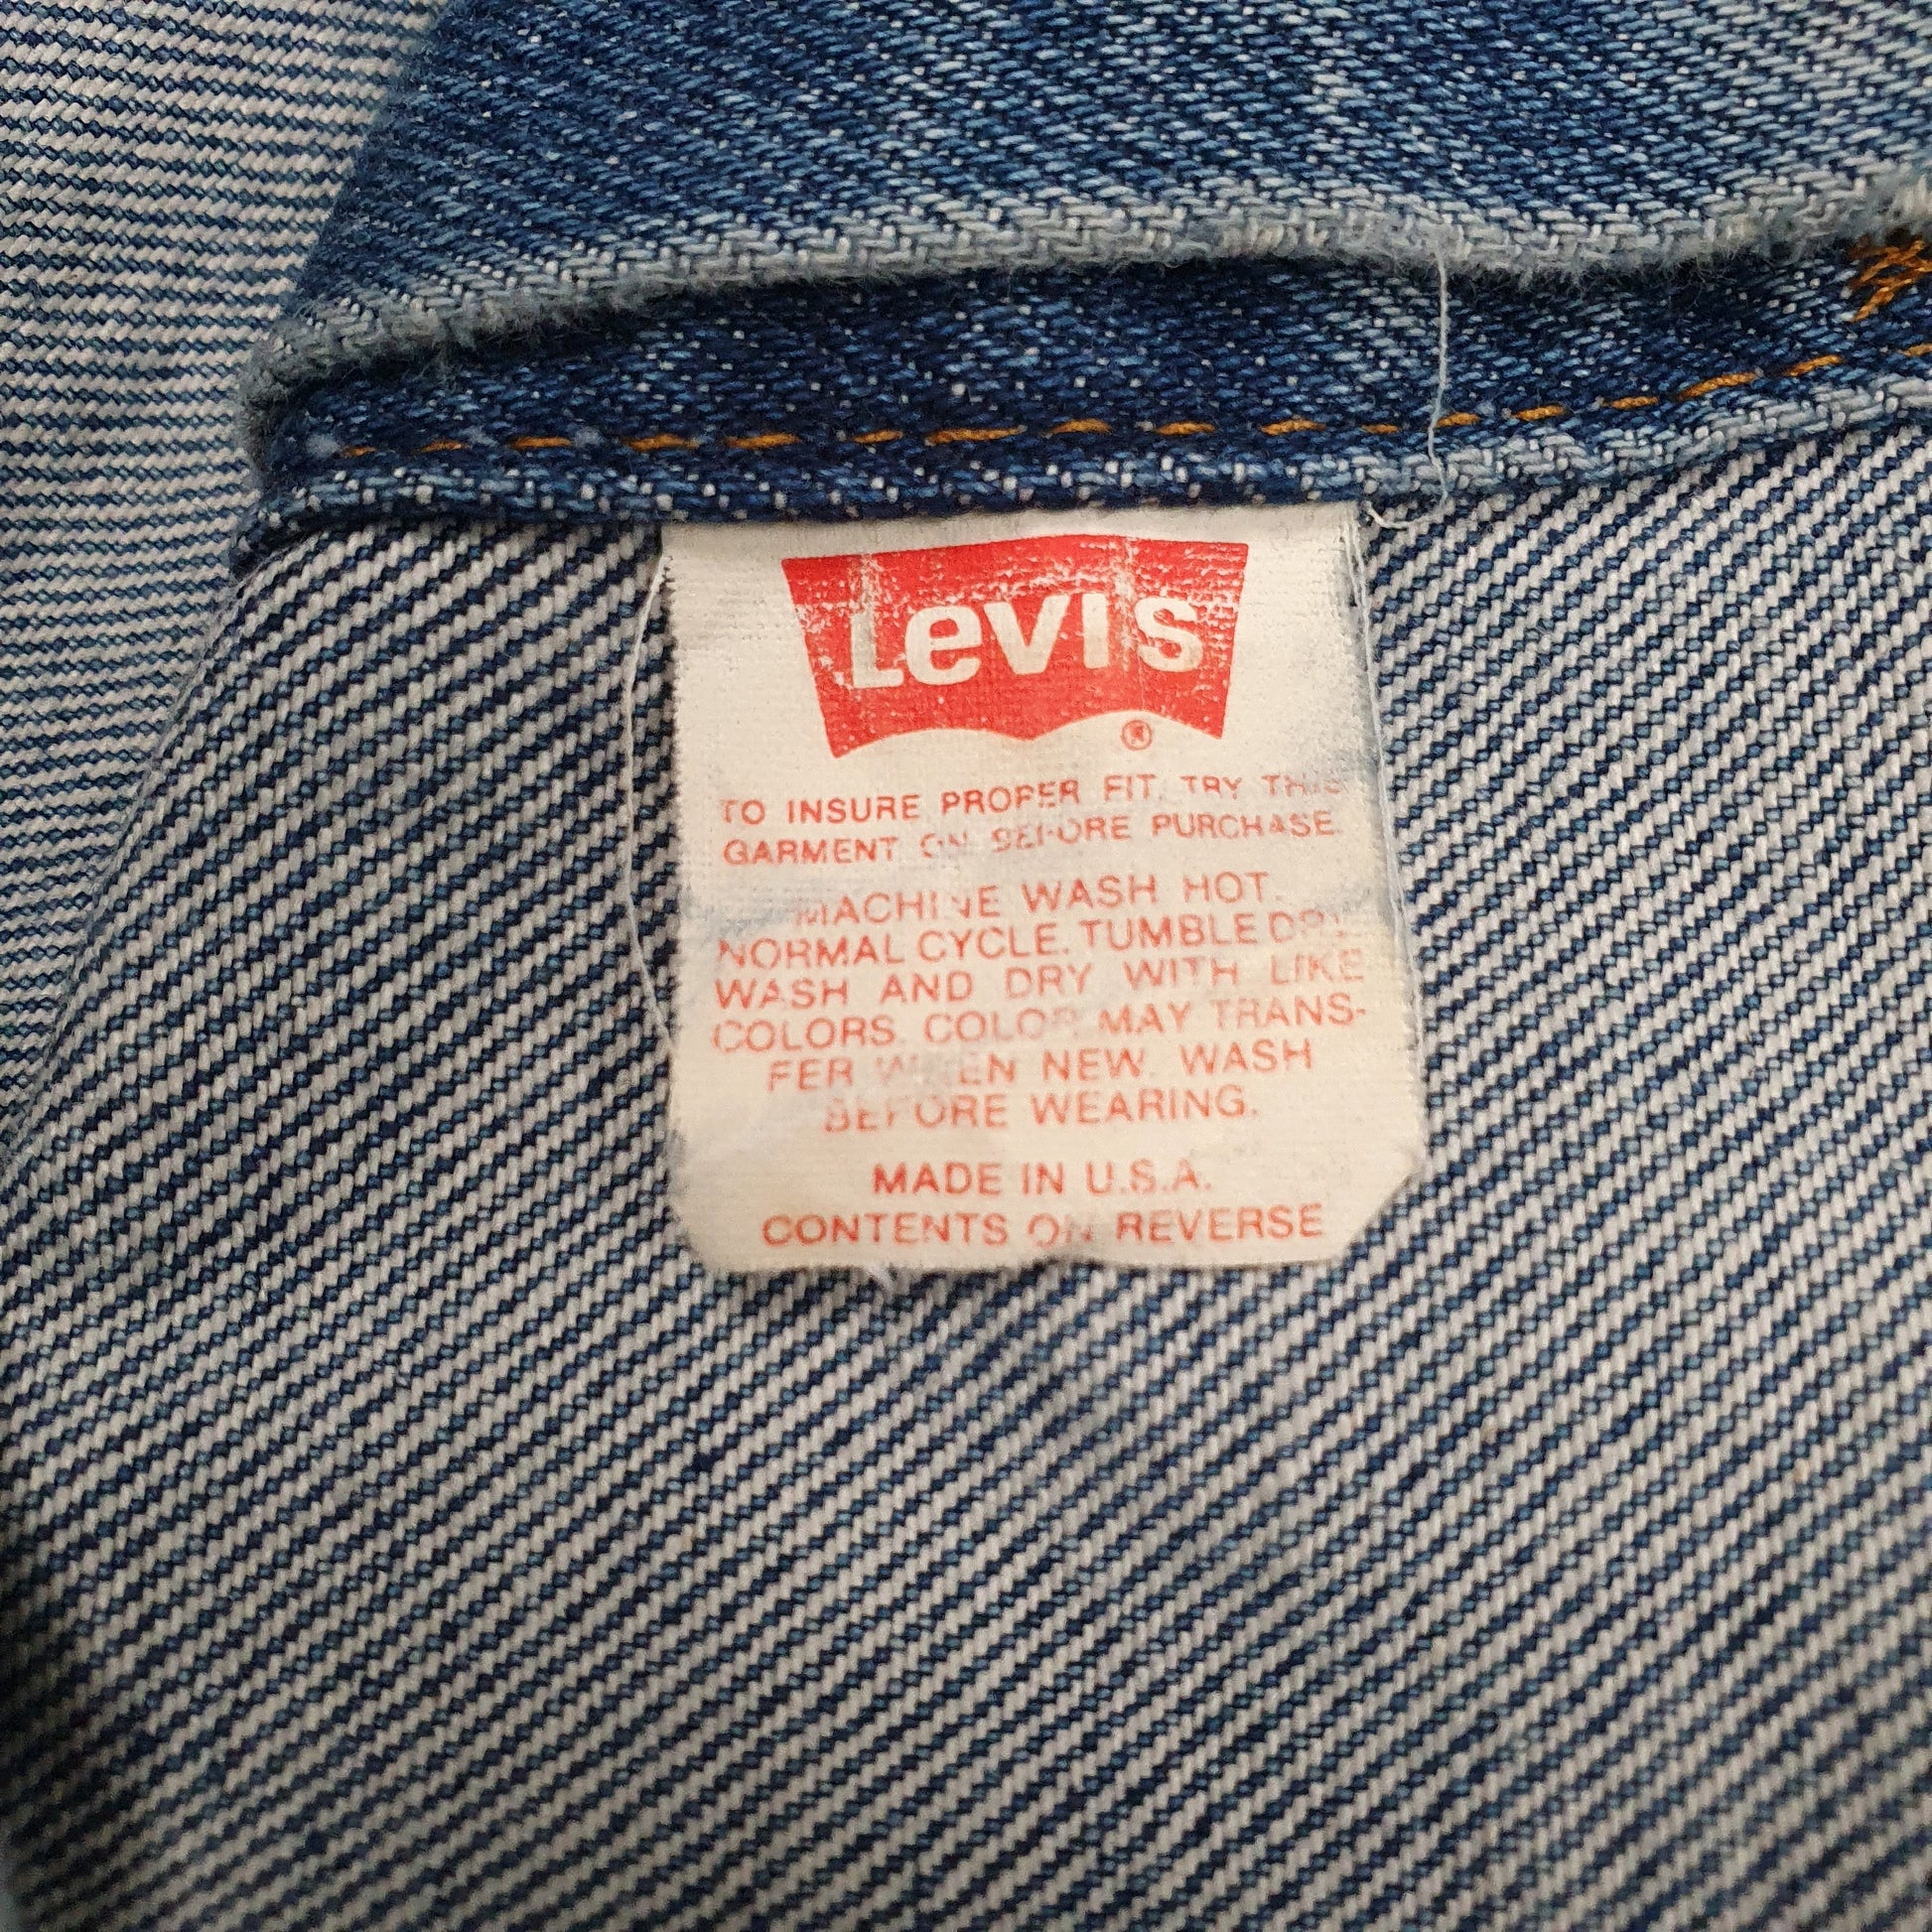 Levi's
®
TO INSURE PROPER FIT, TRY THIS
GARMENT ON BEFORE PURCHASE.
MACHINE WASH HOT.
NORMAL CYCLE. TUMBLE DRY.
WASH AND DRY WITH LIKE
COLORS. COLOR MAY TRANS-
FER WHEN NEW. WASH
BEFORE WEARING.
MADE IN U.S.A.
CONTENTS ON REVERSE